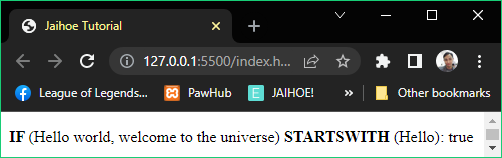 Jaihoe Tutorial
127.0.0.1:5500/index.h...
League of Legends... PawHub JAIHOE! » Other bookmarks
IF (Hello world, welcome to the universe) STARTSWITH (Hello): true